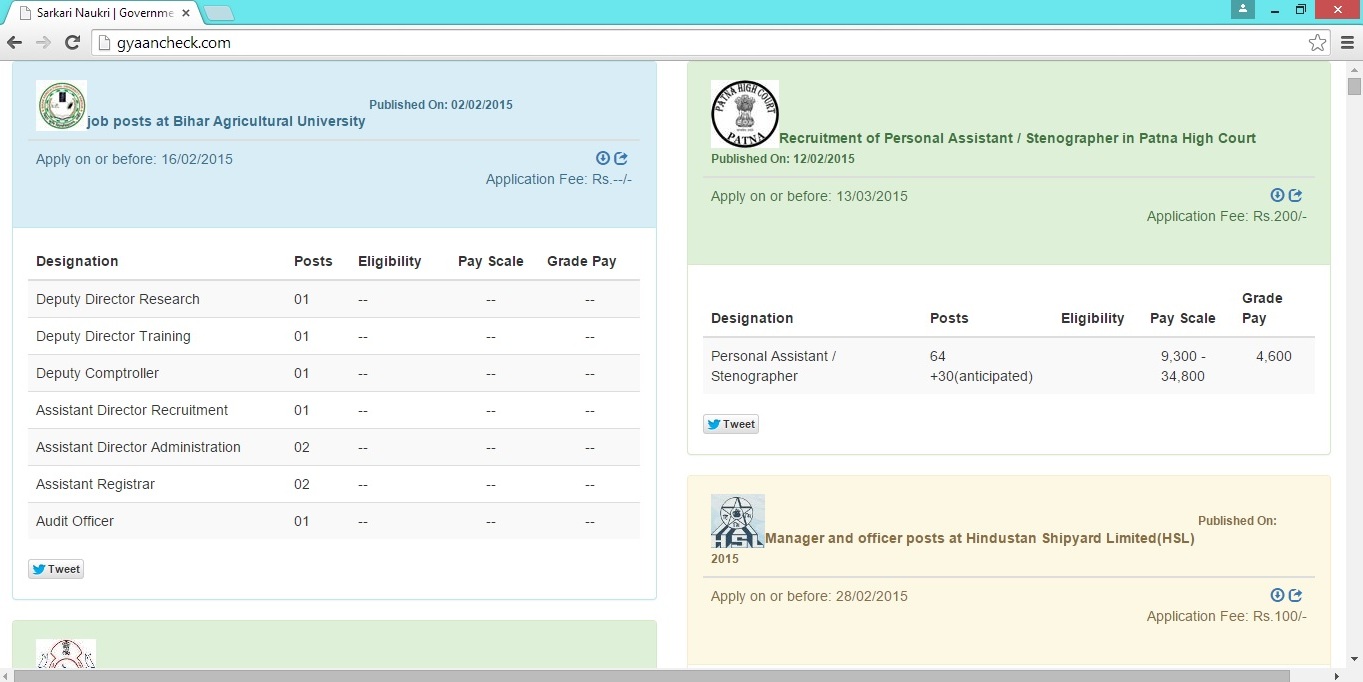 Sarkari Naukri | Governme
gyaancheck.com
Published On: 02/02/2015
job posts at Bihar Agricultural University
Apply on or before: 16/02/2015
Application Fee: Rs.--/-
Designation Posts Eligibility Pay Scale Grade Pay
Deputy Director Research 01 -- -- --
Deputy Director Training 01 -- -- --
Deputy Comptroller 01 -- -- --
Assistant Director Recruitment 01 -- -- --
Assistant Director Administration 02 -- -- --
Assistant Registrar 02 -- -- --
Audit Officer 01 -- -- --
Tweet
PATNA HIGH COURT
PATNA
Recruitment of Personal Assistant / Stenographer in Patna High Court
Published On: 12/02/2015
Apply on or before: 13/03/2015
Application Fee: Rs.200/-
Grade
Designation Posts Eligibility Pay Scale Pay
Personal Assistant / 64 9,300 - 4,600
Stenographer +30(anticipated) 34,800
Tweet
HSL
Published On:
Manager and officer posts at Hindustan Shipyard Limited(HSL)
2015
Apply on or before: 28/02/2015
Application Fee: Rs.100/-